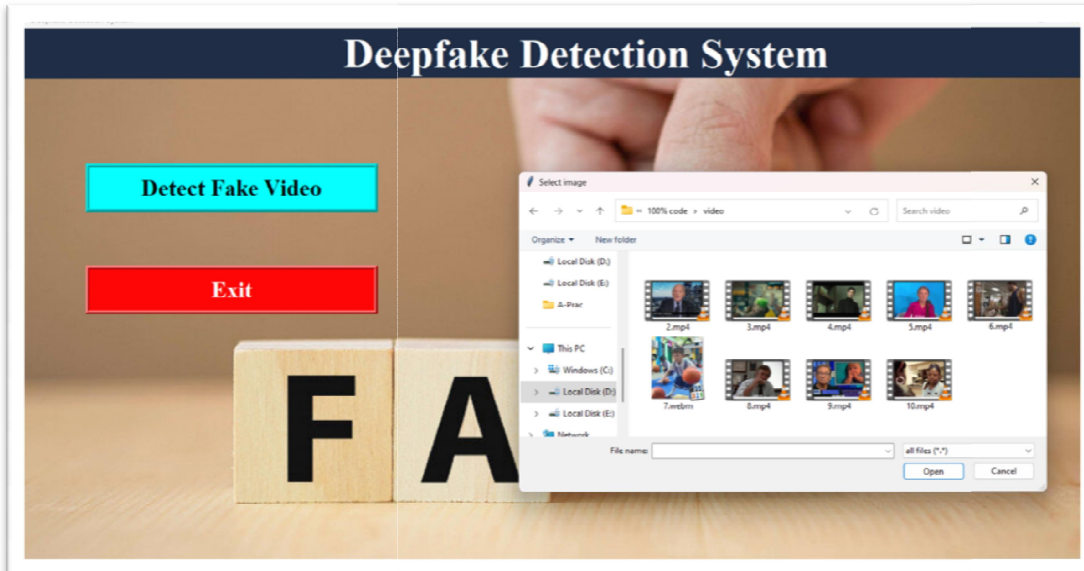 Deepfake Detection System
Detect Fake Video
Exit
F A
Select image
100% code › video
Search video
Organize
New folder
Local Disk (D:)
Local Disk (E:)
A-Prac
This PC
Windows (C:)
Local Disk (D:)
Local Disk (E:)
Network
2.mp4
3.mp4
4.mp4
5.mp4
6.mp4
7.webm
8.mp4
9.mp4
10.mp4
File name:
all files (*.*)
Open
Cancel